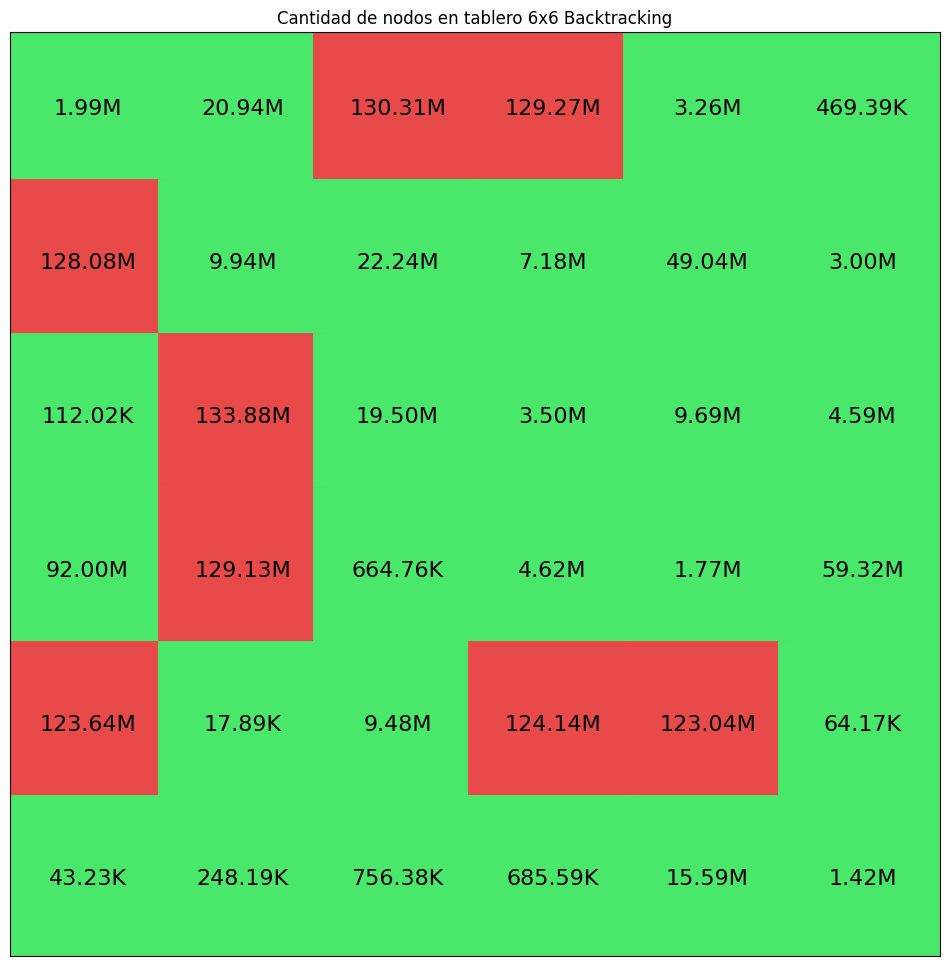 Cantidad de nodos en tablero 6x6 Backtracking
1.99M 20.94M 130.31M 129.27M 3.26M 469.39K
128.08M 9.94M 22.24M 7.18M 49.04M 3.00M
112.02K 133.88M 19.50M 3.50M 9.69M 4.59M
92.00M 129.13M 664.76K 4.62M 1.77M 59.32M
123.64M 17.89K 9.48M 124.14M 123.04M 64.17K
43.23K 248.19K 756.38K 685.59K 15.59M 1.42M